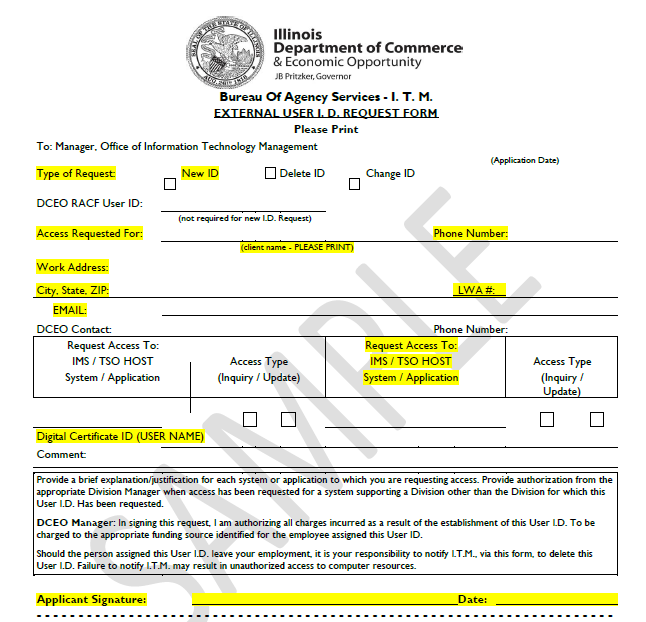 SEAL OF THE STATE OF ILLINOIS
AUG. 26TH 1818
Illinois
Department of Commerce
& Economic Opportunity
JB Pritzker, Governor
Bureau Of Agency Services - I. T. M.
EXTERNAL USER I. D. REQUEST FORM
Please Print
To: Manager, Office of Information Technology Management
(Application Date)
Type of Request: New ID Delete ID Change ID
DCEO RACF User ID:
(not required for new I.D. Request)
Access Requested For: Phone Number:
(client name - PLEASE PRINT)
Work Address:
City, State, ZIP: LWA #:
EMAIL:
DCEO Contact: Phone Number:
Request Access To: Request Access To:
IMS / TSO HOST Access Type IMS / TSO HOST Access Type
System / Application (Inquiry / Update) System / Application (Inquiry /
Update)
Digital Certificate ID (USER NAME)
Comment:
Provide a brief explanation/justification for each system or application to which you are requesting access. Provide authorization from the
appropriate Division Manager when access has been requested for a system supporting a Division other than the Division for which this
User I.D. Has been requested.
DCEO Manager: In signing this request, I am authorizing all charges incurred as a result of the establishment of this User I.D. To be
charged to the appropriate funding source identified for the employee assigned this User ID.
Should the person assigned this User I.D. leave your employment, it is your responsibility to notify I.T.M., via this form, to delete this
User I.D. Failure to notify I.T.M. may result in unauthorized access to computer resources.
Applicant Signature: Date:
SAMPLE